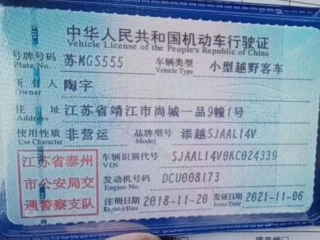 中华人民共和国机动车行驶证
Vehicle License of the People's Republic of China
号牌号码 苏MGS555 车辆类型 小型越野客车
Plate No. Vehicle Type
所有人 陶宇
Owner
住址 江苏省靖江市尚城一品9幢1号
Address
使用性质 非营运 品牌型号 添越SJAAL14V
Use Character Model
江苏省泰州市公安局交通警察支队
车辆识别代号 SJAAL14V0KC024339
VIN
发动机号码 DCU008173
Engine No.
注册日期 2018-11-20 发证日期 2021-11-06
Register Date Issue Date